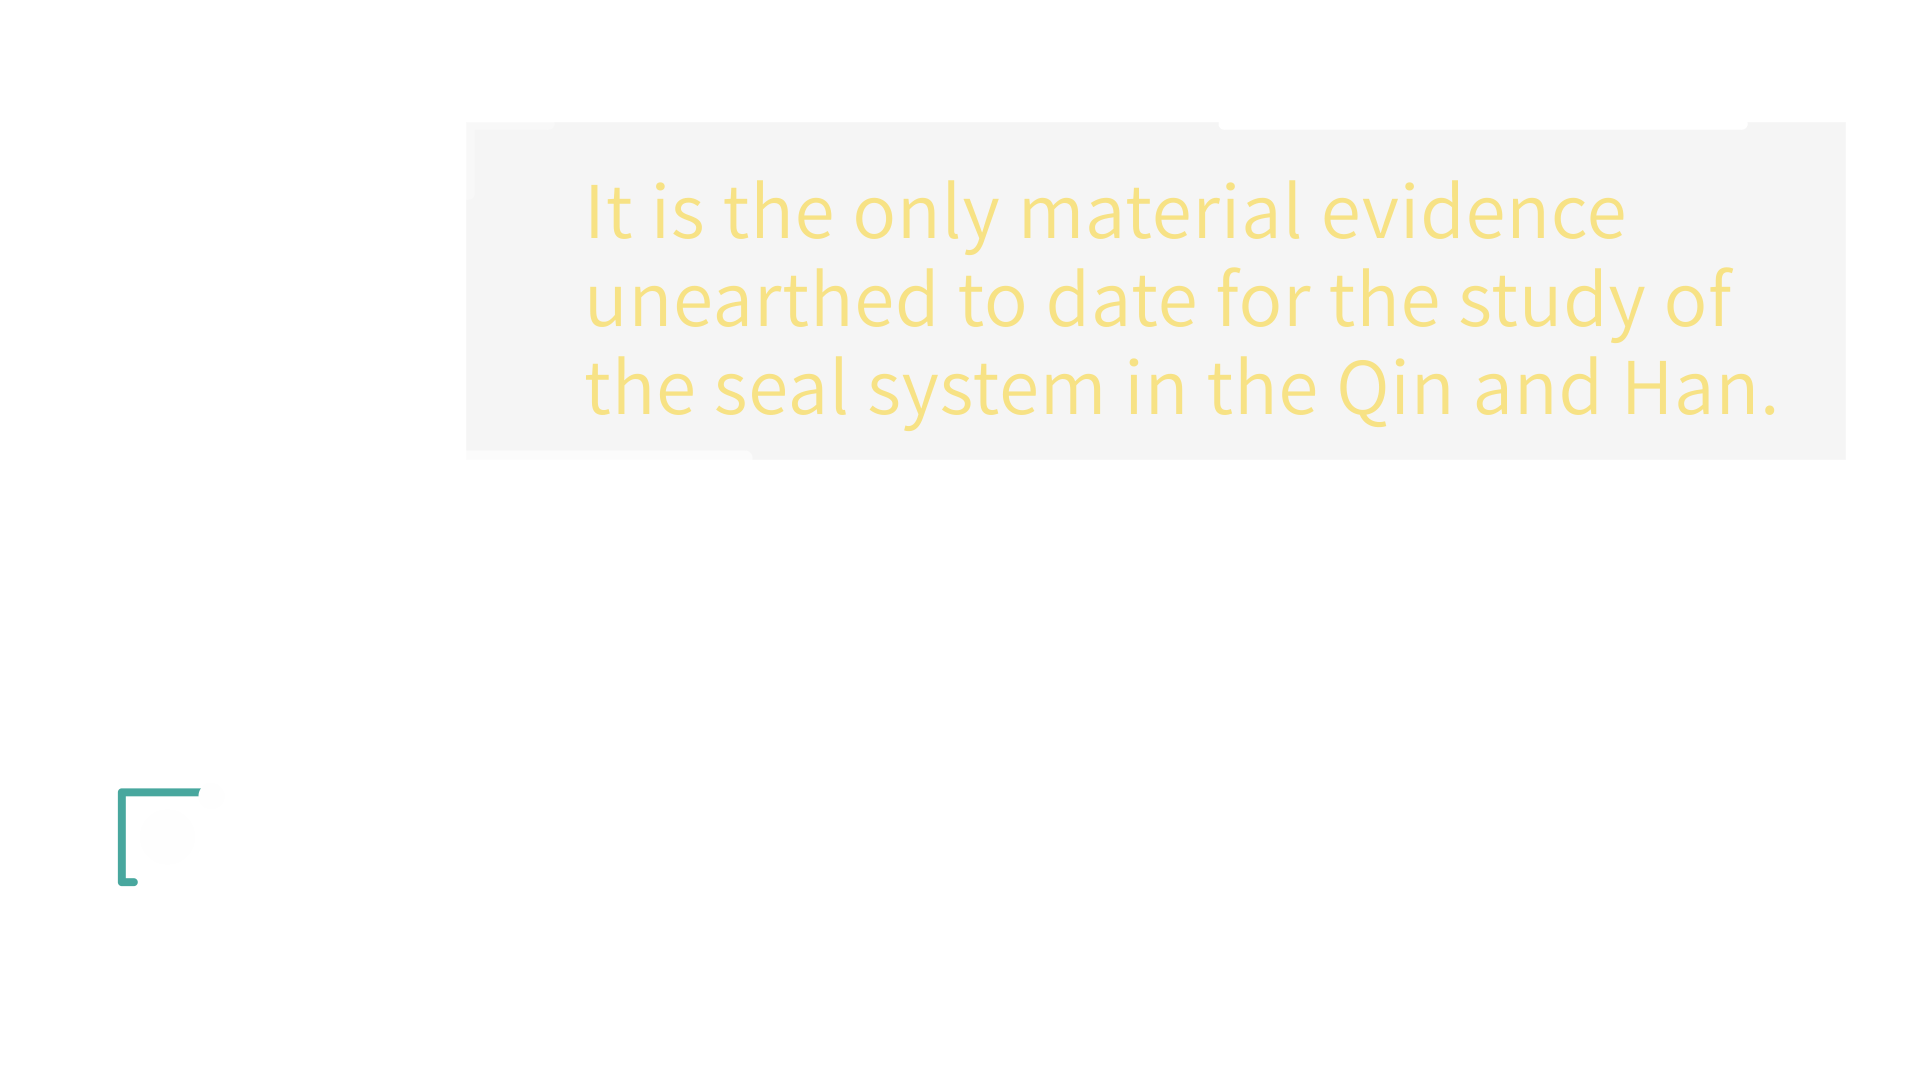 It is the only material evidence
unearthed to date for the study of
the seal system in the Qin and Han.